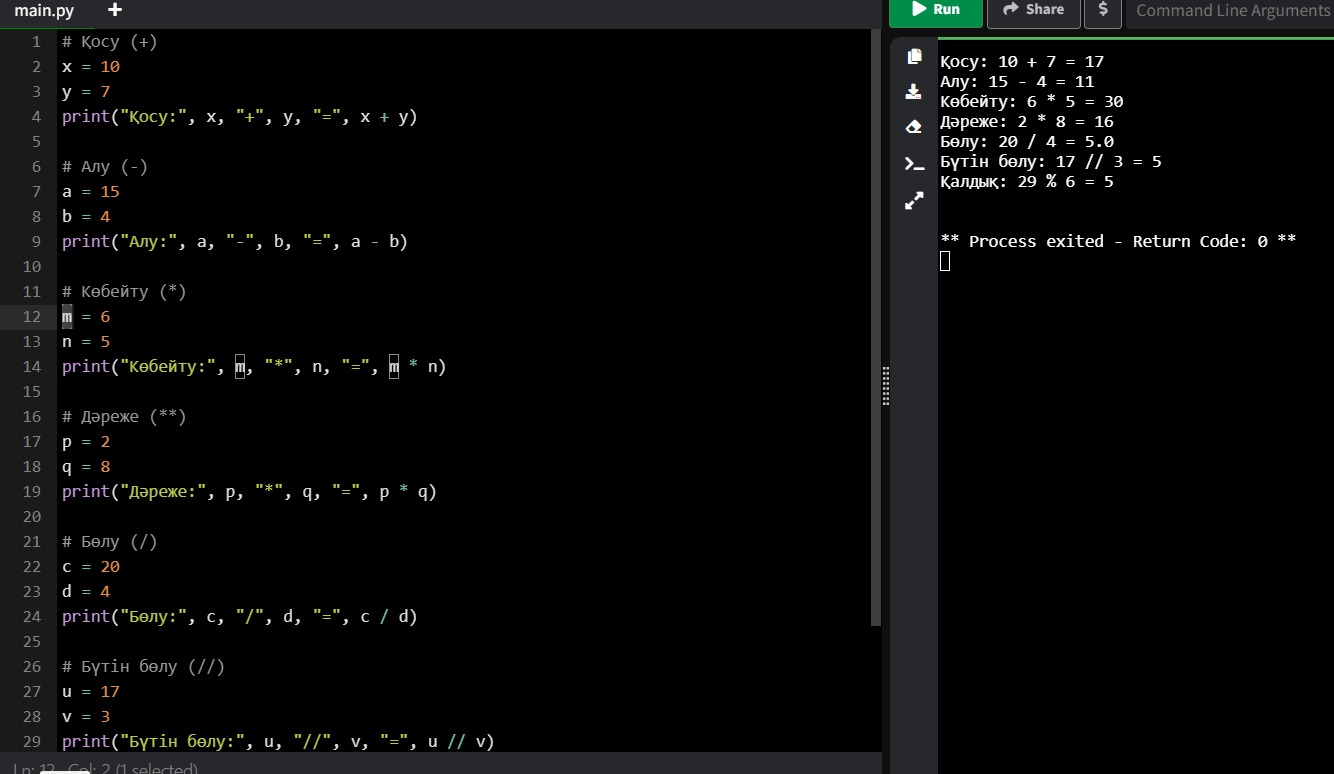 main.py +
Run Share $ Command Line Arguments
1 # Қосу (+)
2 x = 10
3 y = 7
4 print("Қосу:", x, "+", y, "=", x + y)
5
6 # Алу (-)
7 a = 15
8 b = 4
9 print("Алу:", a, "-", b, "=", a - b)
10
11 # Көбейту (*)
12 m = 6
13 n = 5
14 print("Көбейту:", m, "*", n, "=", m * n)
15
16 # Дәреже (**)
17 p = 2
18 q = 8
19 print("Дәреже:", p, "*", q, "=", p * q)
20
21 # Бөлу (/)
22 c = 20
23 d = 4
24 print("Бөлу:", c, "/", d, "=", c / d)
25
26 # Бүтін бөлу (//)
27 u = 17
28 v = 3
29 print("Бүтін бөлу:", u, "//", v, "=", u // v)
Ln: 12 Col: 2 (1 selected)
Қосу: 10 + 7 = 17
Алу: 15 - 4 = 11
Көбейту: 6 * 5 = 30
Дәреже: 2 * 8 = 16
Бөлу: 20 / 4 = 5.0
Бүтін бөлу: 17 // 3 = 5
Қалдық: 29 % 6 = 5
** Process exited - Return Code: 0 **